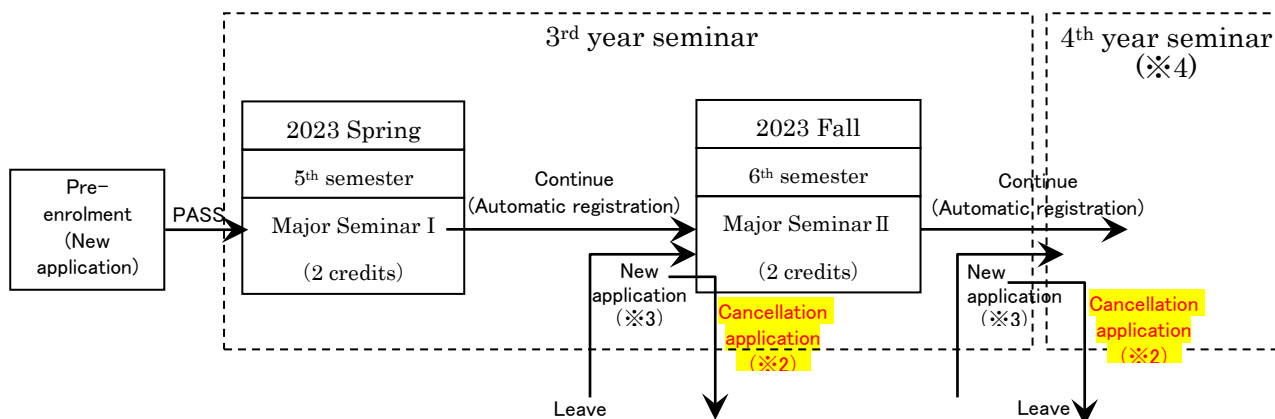 3rd year seminar
4th year seminar
(※4)
2023 Spring
5th semester
Major Seminar Ⅰ
(2 credits)
2023 Fall
6th semester
Major Seminar Ⅱ
(2 credits)
Pre-
enrolment
(New
application)
PASS
Continue
(Automatic registration)
Continue
(Automatic registration)
New
application
(※3)
Cancellation
application
(※2)
Leave
New
application
(※3)
Cancellation
application
(※2)
Leave